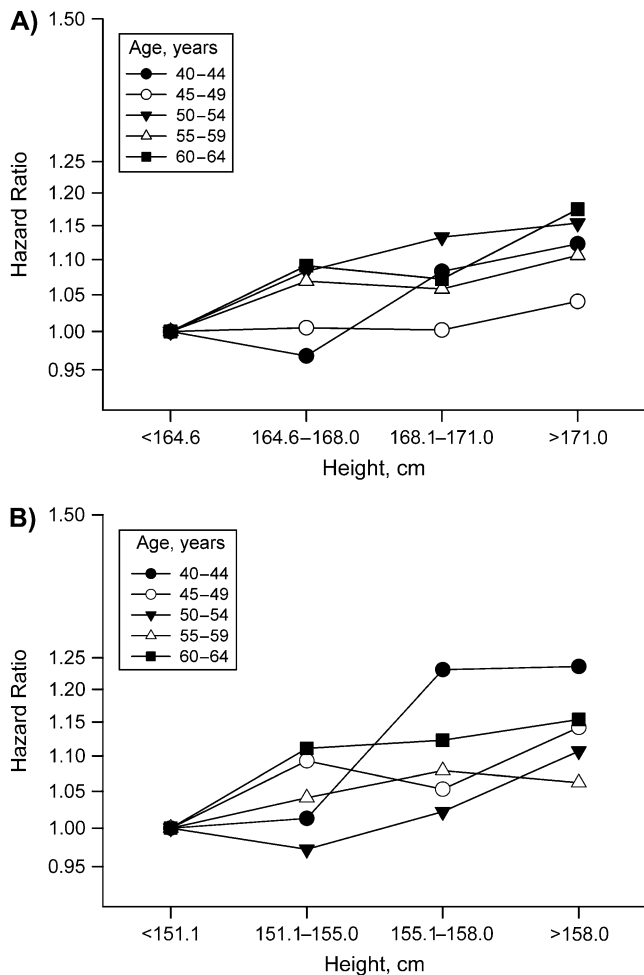 A)
1.50
Age, years
40–44
45–49
50–54
55–59
60–64
1.25
1.20
1.15
1.10
1.05
1.00
0.95
Hazard Ratio
<164.6 164.6–168.0 168.1–171.0 >171.0
Height, cm
B)
1.50
Age, years
40–44
45–49
50–54
55–59
60–64
1.25
1.20
1.15
1.10
1.05
1.00
0.95
Hazard Ratio
<151.1 151.1–155.0 155.1–158.0 >158.0
Height, cm